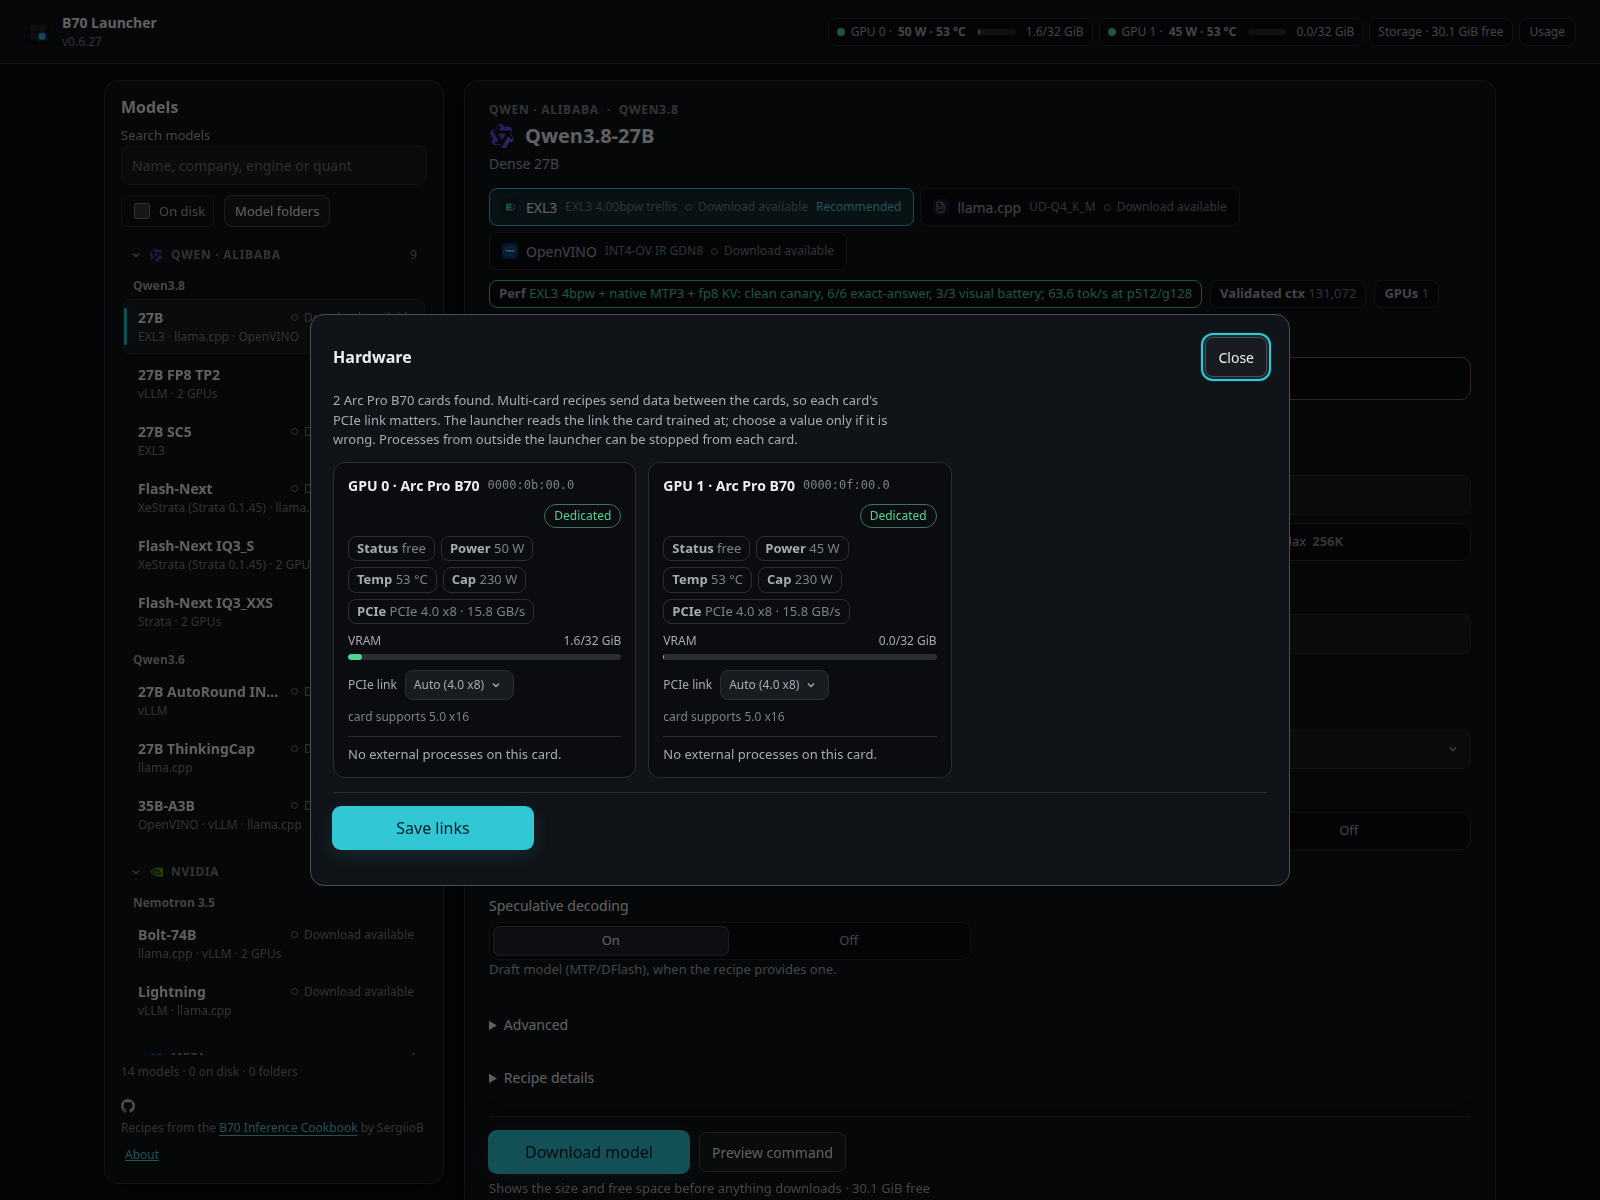 B70 Launcher
v0.6.27
GPU 0 · 50 W · 53 °C 1.6/32 GiB
GPU 1 · 45 W · 53 °C 0.0/32 GiB
Storage · 30.1 GiB free
Usage
Models
Search models
Name, company, engine or quant
On disk
Model folders
QWEN · ALIBABA 9
Qwen3.8
27B
EXL3 · llama.cpp · OpenVINO
27B FP8 TP2
vLLM · 2 GPUs
27B SC5
EXL3
Flash-Next
XeStrata (Strata 0.1.45) · llama.
Flash-Next IQ3_S
XeStrata (Strata 0.1.45) · 2 GPU
Flash-Next IQ3_XXS
Strata · 2 GPUs
Qwen3.6
27B AutoRound IN...
vLLM
27B ThinkingCap
llama.cpp
35B-A3B
OpenVINO · vLLM · llama.cpp
NVIDIA
Nemotron 3.5
Bolt-74B Download available
llama.cpp · vLLM · 2 GPUs
Lightning Download available
vLLM · llama.cpp
14 models · 0 on disk · 0 folders
Recipes from the B70 Inference Cookbook by SergiioB
About
QWEN · ALIBABA · QWEN3.8
Qwen3.8-27B
Dense 27B
EXL3 EXL3 4.00bpw trellis Download available Recommended
llama.cpp UD-Q4_K_M Download available
OpenVINO INT4-OV IR GDN8 Download available
Perf EXL3 4bpw + native MTP3 + fp8 KV: clean canary, 6/6 exact-answer, 3/3 visual battery; 63.6 tok/s at p512/g128
Validated ctx 131,072
GPUs 1
256K
Off
Speculative decoding
On Off
Draft model (MTP/DFlash), when the recipe provides one.
Advanced
Recipe details
Download model
Preview command
Shows the size and free space before anything downloads · 30.1 GiB free
Hardware
Close
2 Arc Pro B70 cards found. Multi-card recipes send data between the cards, so each card's
PCIe link matters. The launcher reads the link the card trained at; choose a value only if it is
wrong. Processes from outside the launcher can be stopped from each card.
GPU 0 · Arc Pro B70 0000:0b:00.0
Dedicated
Status free
Power 50 W
Temp 53 °C
Cap 230 W
PCIe PCIe 4.0 x8 · 15.8 GB/s
VRAM 1.6/32 GiB
PCIe link Auto (4.0 x8)
card supports 5.0 x16
No external processes on this card.
GPU 1 · Arc Pro B70 0000:0f:00.0
Dedicated
Status free
Power 45 W
Temp 53 °C
Cap 230 W
PCIe PCIe 4.0 x8 · 15.8 GB/s
VRAM 0.0/32 GiB
PCIe link Auto (4.0 x8)
card supports 5.0 x16
No external processes on this card.
Save links